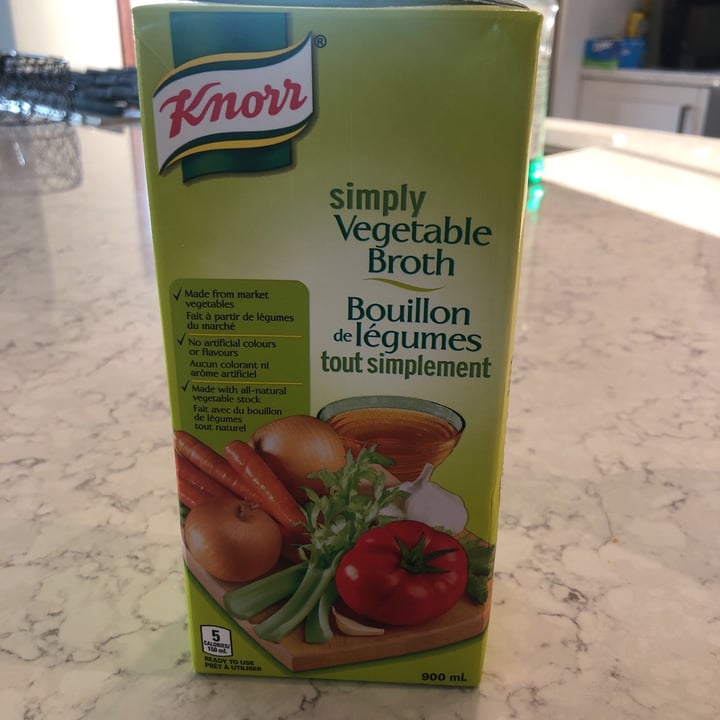 Knorr®
simply
Vegetable
Broth
Bouillon
de légumes
tout simplement
Made from market
vegetables
Fait à partir de légumes
du marché
No artificial colours
or flavours
Aucun colorant ni
arôme artificiel
Made with all-natural
vegetable stock
Fait avec du bouillon
de légumes
tout naturel
5
CALORIES/
150 mL
READY TO USE
PRÊT À UTILISER
900 mL